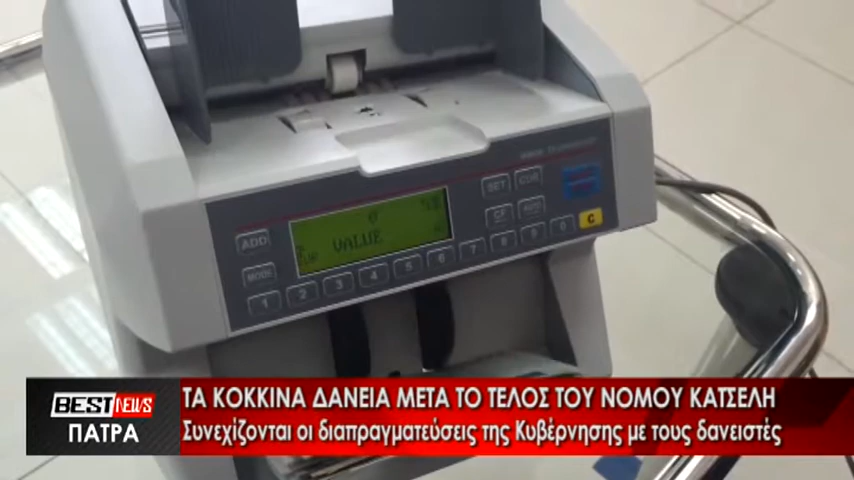 ADD
MODE
VALUE
SET
CUR
CF
C
1 2 3 4 5 6 7 8 9 0
BEST NEWS
ΠΑΤΡΑ
ΤΑ ΚΟΚΚΙΝΑ ΔΑΝΕΙΑ ΜΕΤΑ ΤΟ ΤΕΛΟΣ ΤΟΥ ΝΟΜΟΥ ΚΑΤΣΕΛΗ
Συνεχίζονται οι διαπραγματεύσεις της Κυβέρνησης με τους δανειστές